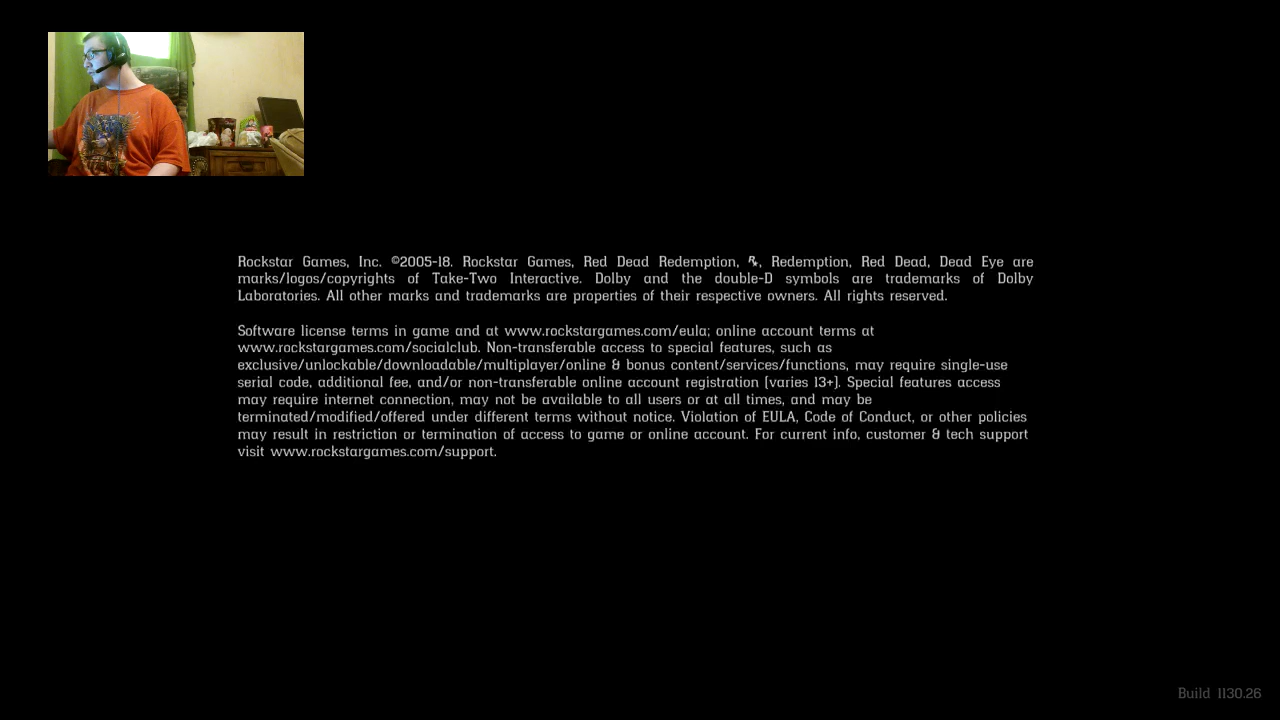 Rockstar Games, Inc. ©2005-18. Rockstar Games, Red Dead Redemption, R★, Redemption, Red Dead, Dead Eye are
marks/logos/copyrights of Take-Two Interactive. Dolby and the double-D symbols are trademarks of Dolby
Laboratories. All other marks and trademarks are properties of their respective owners. All rights reserved.
Software license terms in game and at www.rockstargames.com/eula; online account terms at
www.rockstargames.com/socialclub. Non-transferable access to special features, such as
exclusive/unlockable/downloadable/multiplayer/online & bonus content/services/functions, may require single-use
serial code, additional fee, and/or non-transferable online account registration (varies 13+). Special features access
may require internet connection, may not be available to all users or at all times, and may be
terminated/modified/offered under different terms without notice. Violation of EULA, Code of Conduct, or other policies
may result in restriction or termination of access to game or online account. For current info, customer & tech support
visit www.rockstargames.com/support.
Build 1130.26